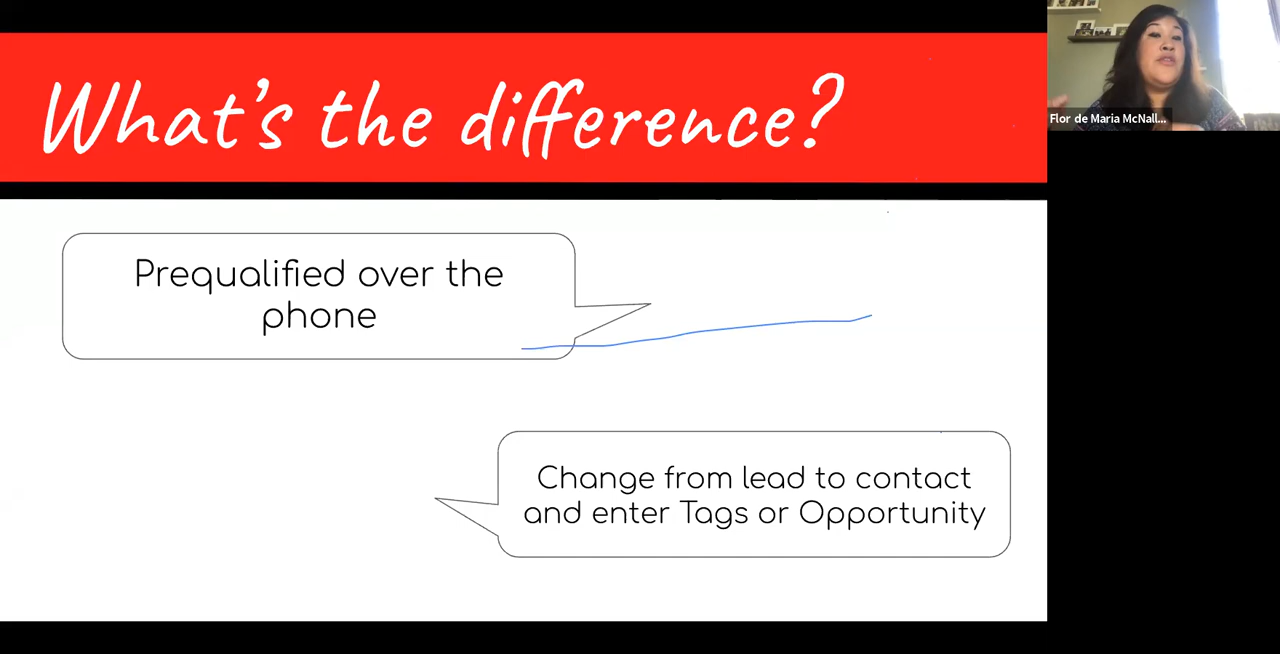 What's the difference?
Flor de Maria McNall...
Prequalified over the
phone
Change from lead to contact
and enter Tags or Opportunity